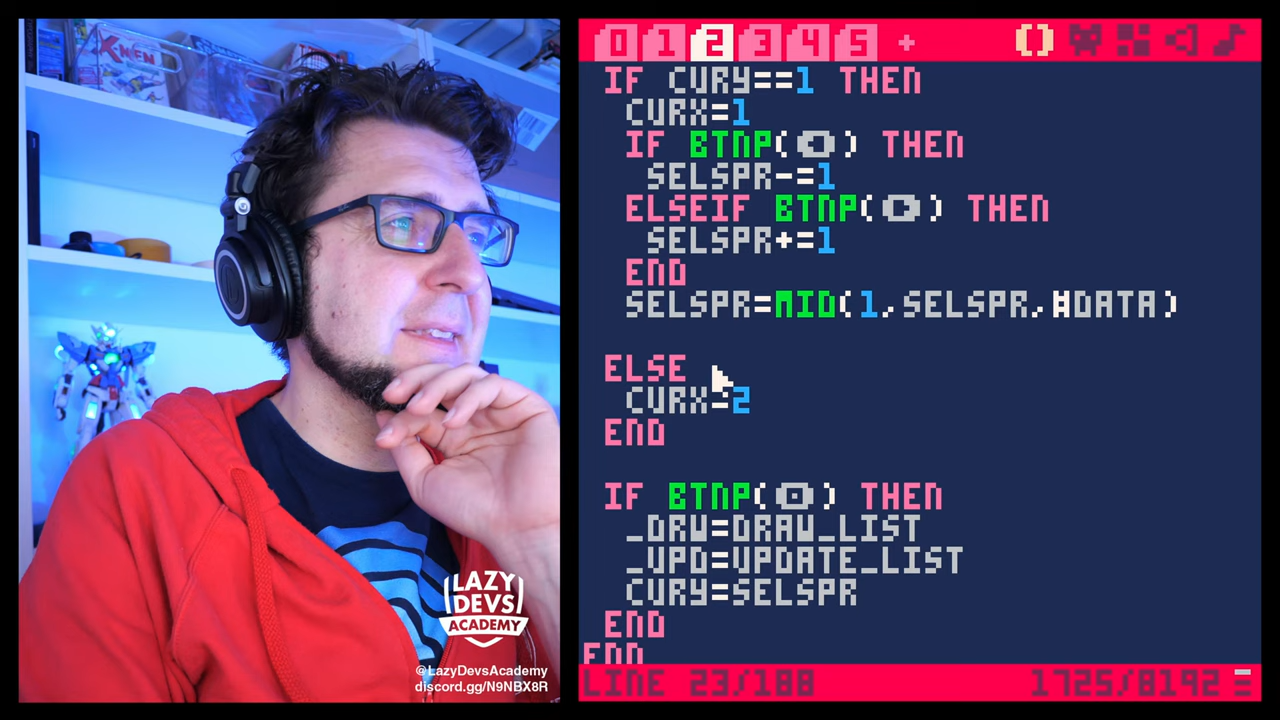 X-MEN
LAZY
DEVS
ACADEMY
@LazyDevsAcademy
discord.gg/N9NBX8R
0 1 2 3 4 5 +
IF CURY==1 THEN
CURX=1
IF BTNP(⬅️) THEN
SELSPR-=1
ELSEIF BTNP(➡️) THEN
SELSPR+=1
END
SELSPR=MID(1,SELSPR,#DATA)
ELSE
CURX=2
END
IF BTNP(🅾️) THEN
_DRW=DRAW_LIST
_UPD=UPDATE_LIST
CURY=SELSPR
END
END
LINE 23/188
1725/8192